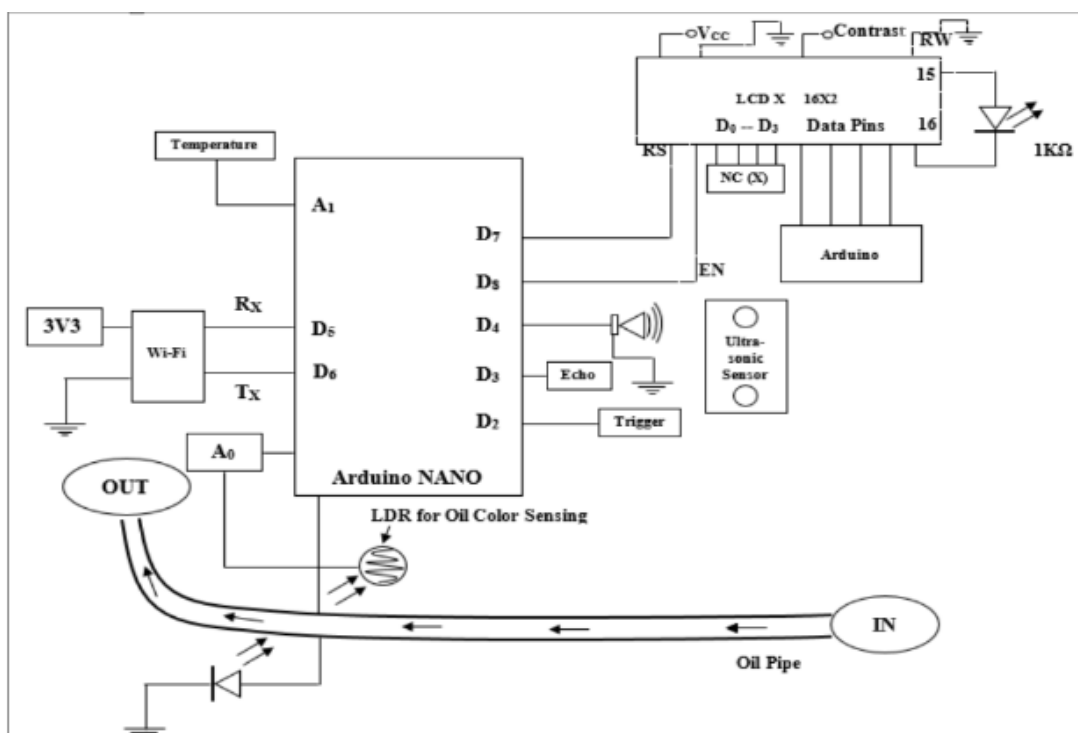 VCC
Contrast
RW
15
LCD X 16X2
D0 -- D3 Data Pins 16
RS
1KΩ
NC (X)
Temperature
A1
D7
Arduino
D8
EN
RX
3V3
D5
D4
Wi-Fi
Ultra-
sonic
Sensor
D6
D3
Echo
TX
D2
Trigger
A0
Arduino NANO
OUT
LDR for Oil Color Sensing
IN
Oil Pipe